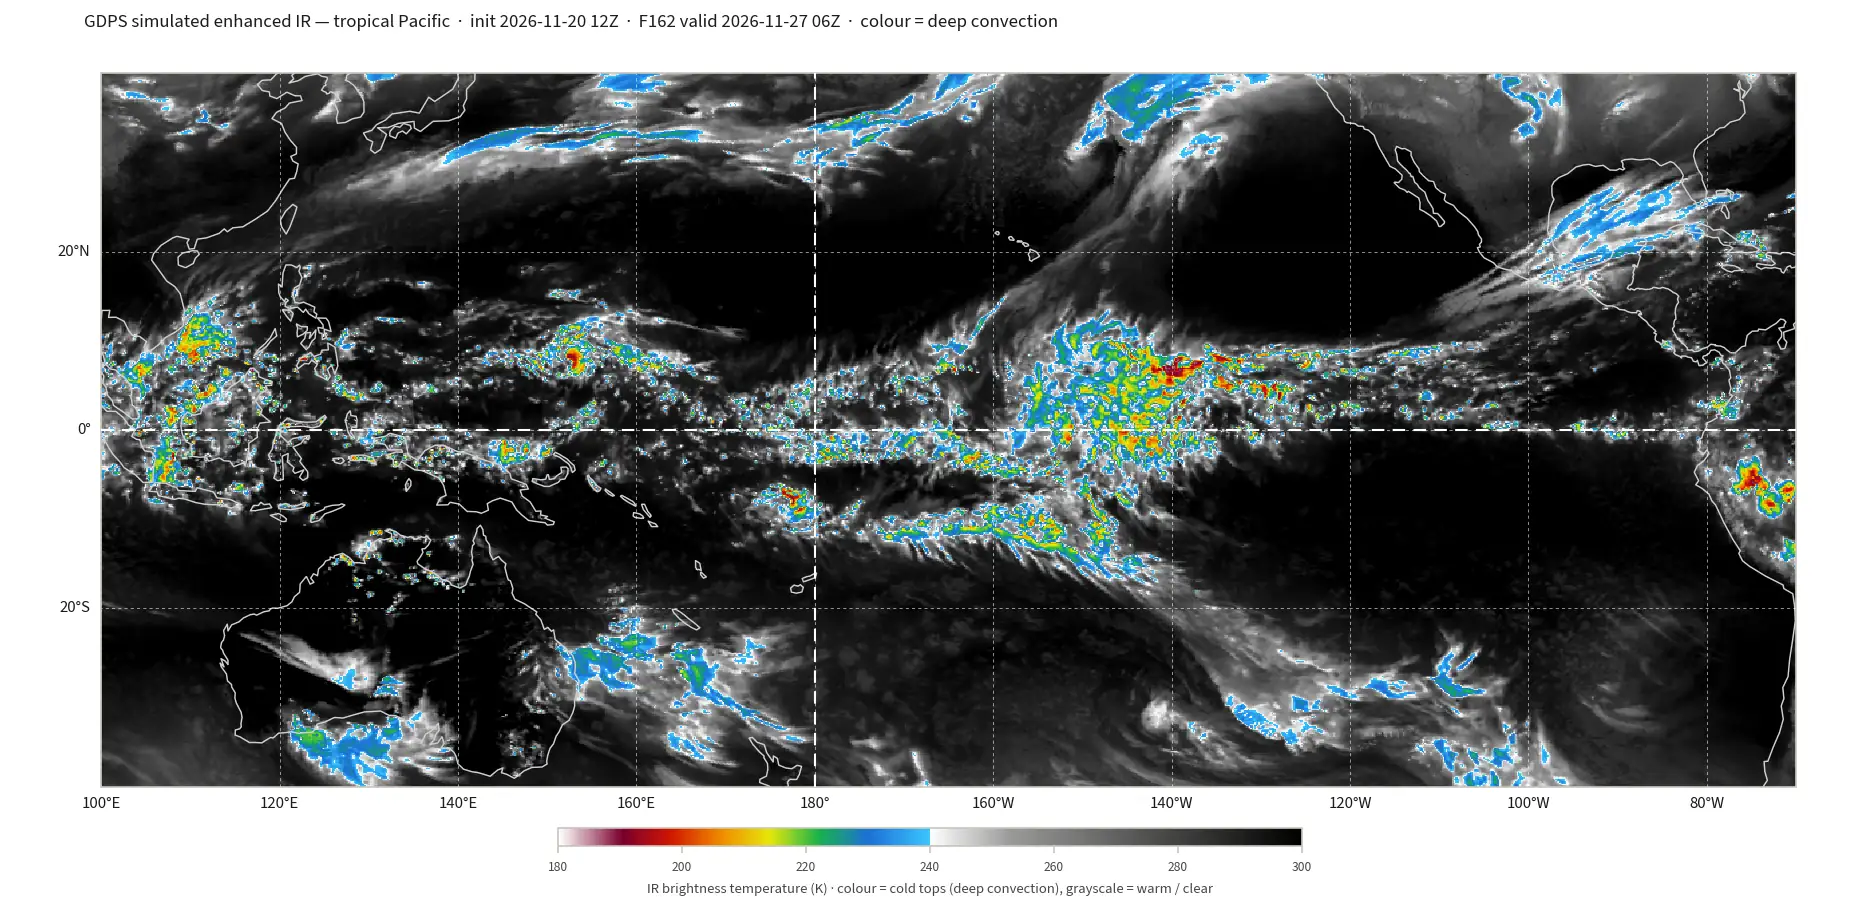 GDPS simulated enhanced IR — tropical Pacific · init 2026-11-20 12Z · F162 valid 2026-11-27 06Z · colour = deep convection
20°N
0°
20°S
100°E 120°E 140°E 160°E 180° 160°W 140°W 120°W 100°W 80°W
180 200 220 240 260 280 300
IR brightness temperature (K) · colour = cold tops (deep convection), grayscale = warm / clear